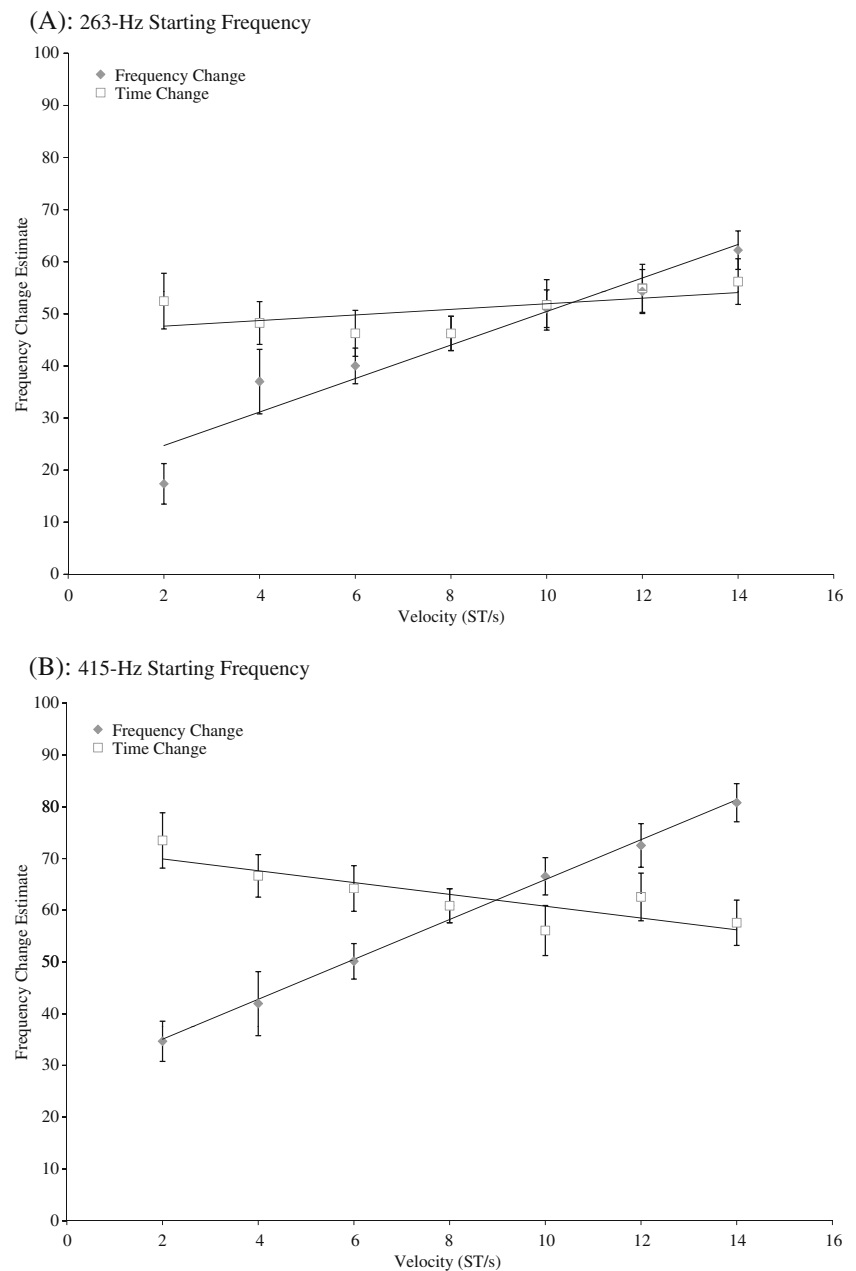 (A): 263-Hz Starting Frequency
100
90
80
70
60
50
40
30
20
10
0
Frequency Change
Time Change
Frequency Change Estimate
0 2 4 6 8 10 12 14 16
Velocity (ST/s)
(B): 415-Hz Starting Frequency
100
90
80
70
60
50
40
30
20
10
0
Frequency Change
Time Change
Frequency Change Estimate
0 2 4 6 8 10 12 14 16
Velocity (ST/s)